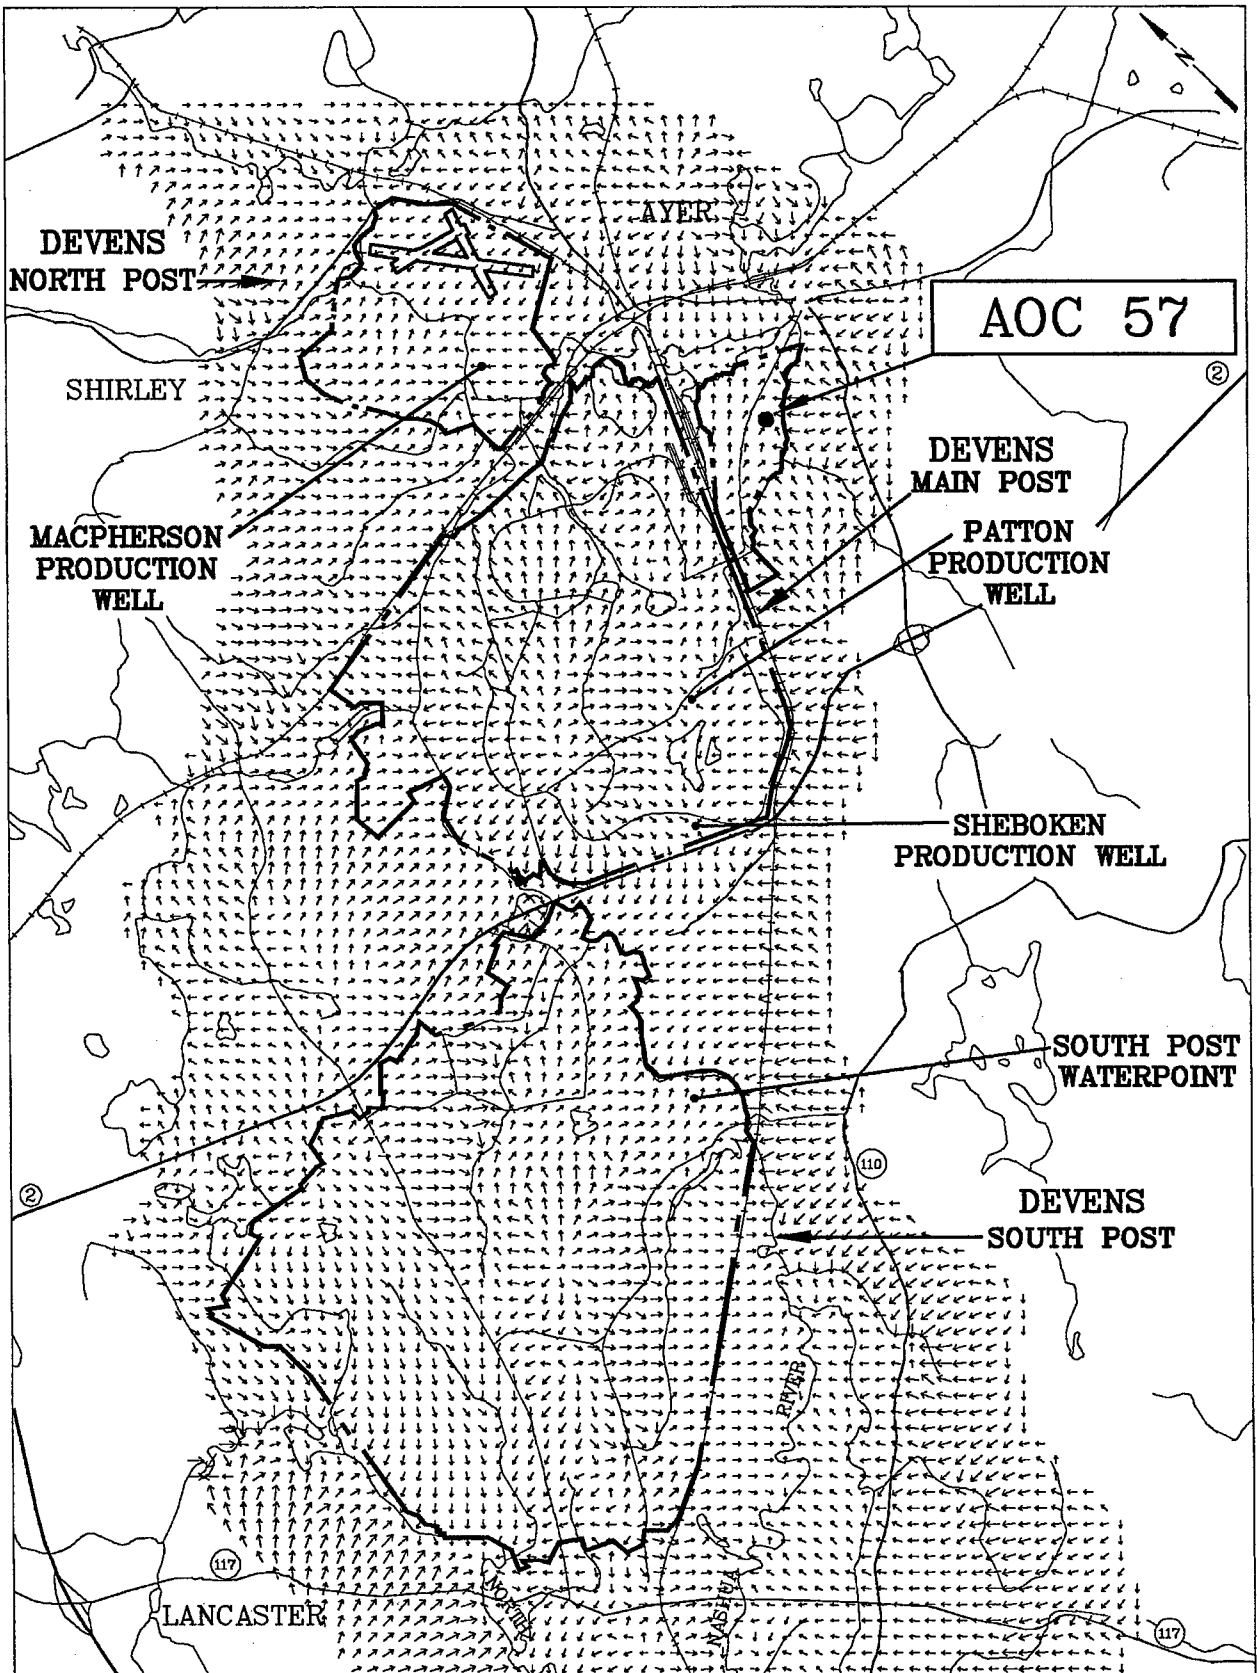 N
AYER
DEVENS
NORTH POST
AOC 57
SHIRLEY
2
DEVENS
MAIN POST
MACPHERSON
PRODUCTION
WELL
PATTON
PRODUCTION
WELL
SHEBOKEN
PRODUCTION WELL
SOUTH POST
WATERPOINT
110
2
DEVENS
SOUTH POST
RIVER
117
LANCASTER
NORTH
NASHUA
117